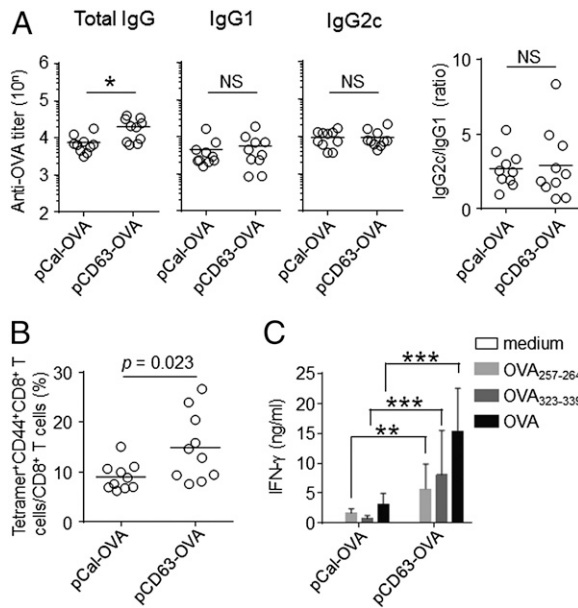 A
Total IgG
IgG1
IgG2c
Anti-OVA titer (10ⁿ)
6
5
4
3
2
*
NS
NS
pCal-OVA
pCD63-OVA
pCal-OVA
pCD63-OVA
pCal-OVA
pCD63-OVA
IgG2c/IgG1 (ratio)
10
5
0
NS
pCal-OVA
pCD63-OVA
B
Tetramer⁺CD44⁺CD8⁺ T
cells/CD8⁺ T cells (%)
30
20
10
0
p = 0.023
pCal-OVA
pCD63-OVA
C
medium
OVA₂₅₇₋₂₆₄
OVA₃₂₃₋₃₃₉
OVA
IFN-γ (ng/ml)
25
20
15
10
5
0
***
***
**
pCal-OVA
pCD63-OVA